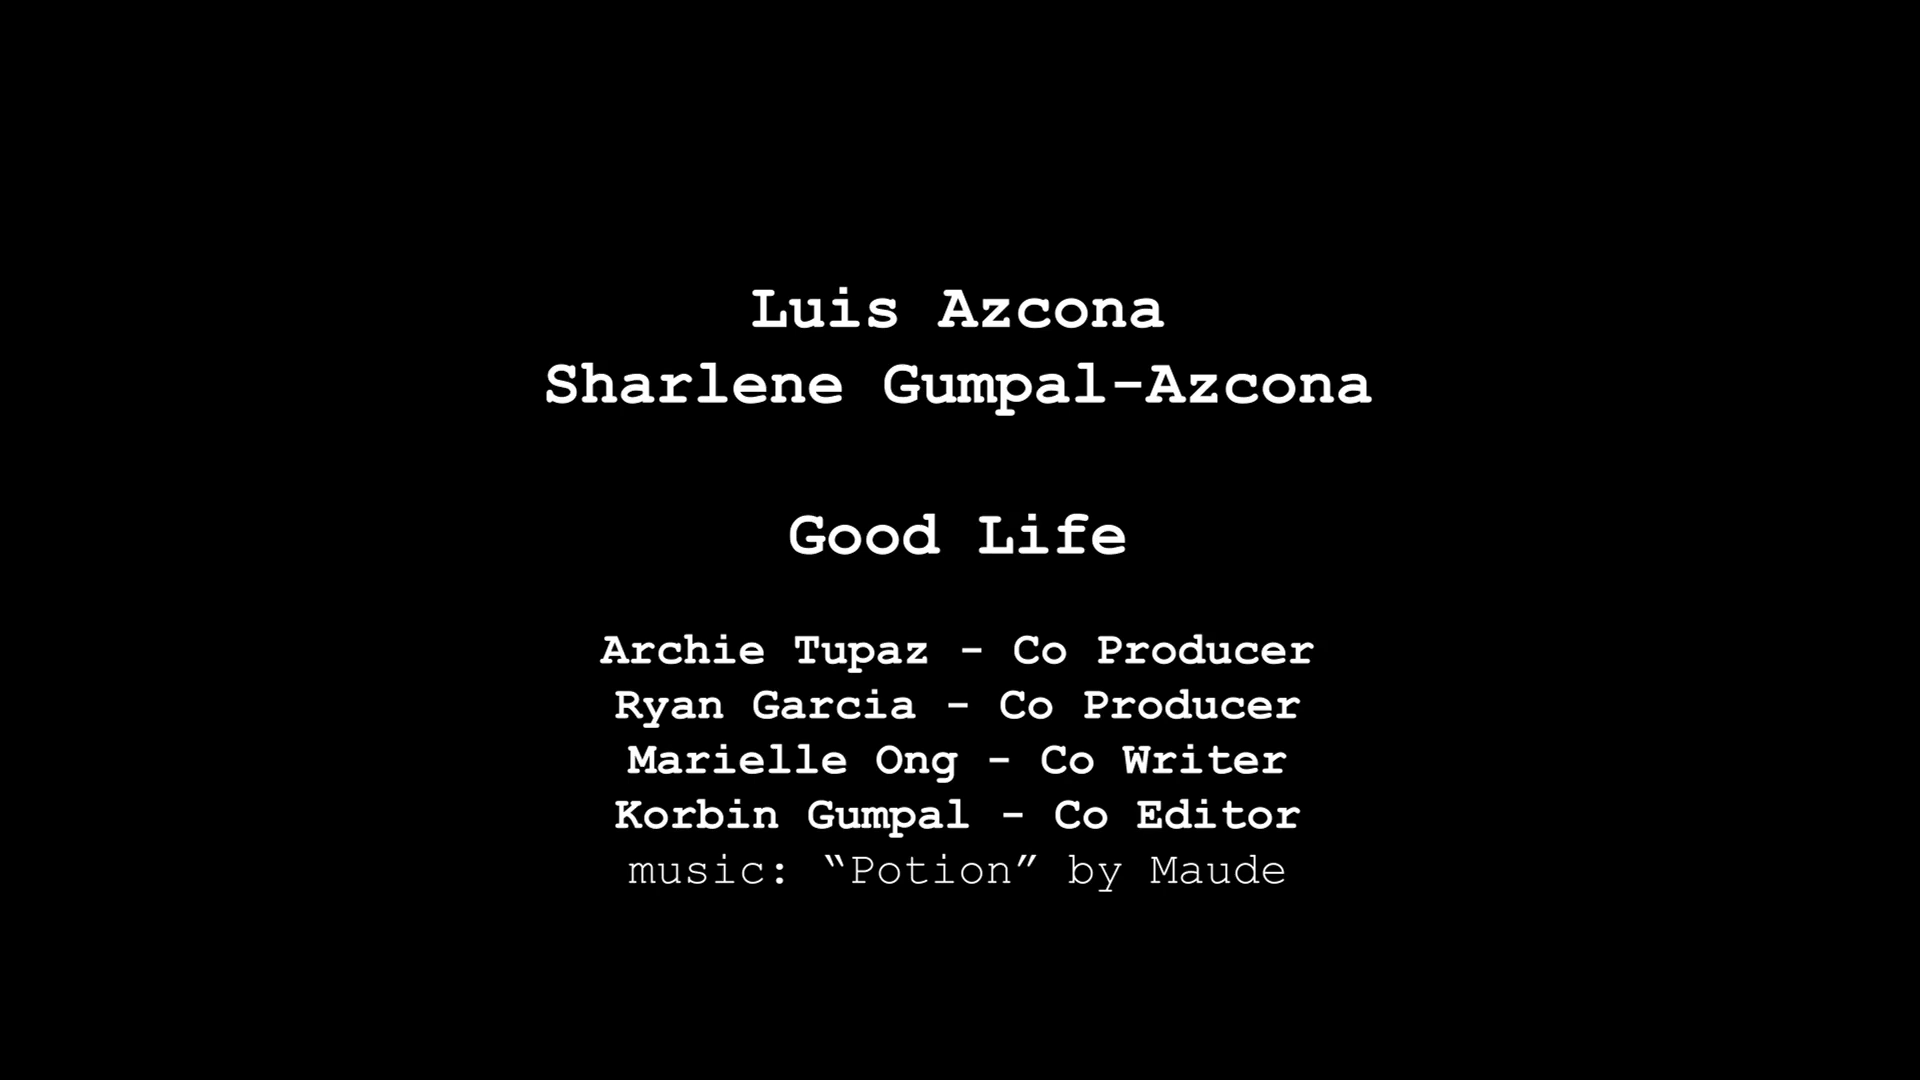 Luis Azcona
Sharlene Gumpal-Azcona
Good Life
Archie Tupaz - Co Producer
Ryan Garcia - Co Producer
Marielle Ong - Co Writer
Korbin Gumpal - Co Editor
music: “Potion” by Maude